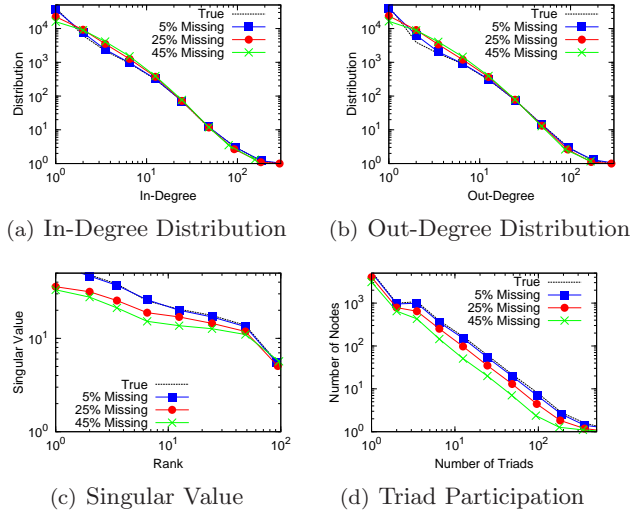 True
5% Missing
25% Missing
45% Missing
Distribution
10^4
10^3
10^2
10^1
10^0
10^0 10^1 10^2
In-Degree
(a) In-Degree Distribution
True
5% Missing
25% Missing
45% Missing
Distribution
10^4
10^3
10^2
10^1
10^0
10^0 10^1 10^2
Out-Degree
(b) Out-Degree Distribution
Singular Value
10^1
10^0
True
5% Missing
25% Missing
45% Missing
10^0 10^1 10^2
Rank
(c) Singular Value
True
5% Missing
25% Missing
45% Missing
Number of Nodes
10^3
10^2
10^1
10^0
10^0 10^1 10^2
Number of Triads
(d) Triad Participation